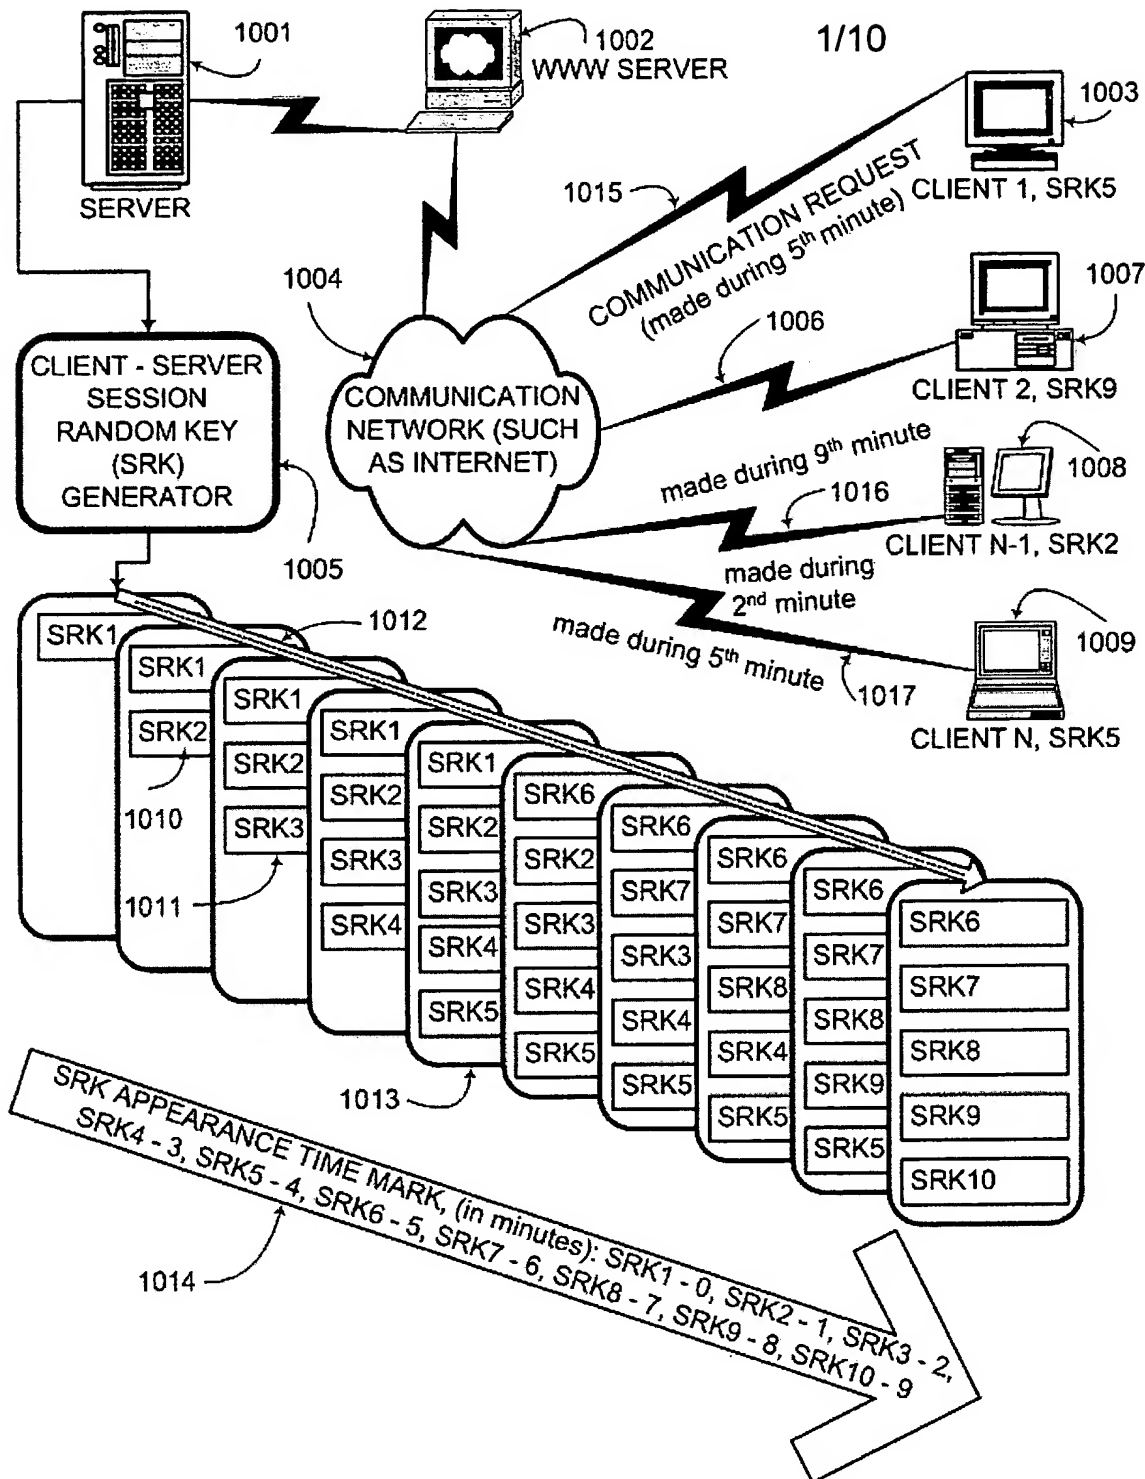 1001
1002
WWW SERVER
1/10
1003
SERVER
CLIENT 1, SRK5
1015
COMMUNICATION REQUEST
(made during 5th minute)
1004
1006
1007
CLIENT 2, SRK9
CLIENT - SERVER
SESSION
RANDOM KEY
(SRK)
GENERATOR
1005
COMMUNICATION
NETWORK (SUCH
AS INTERNET)
made during 9th minute
1016
1008
CLIENT N-1, SRK2
made during
2nd minute
made during 5th minute
1017
1009
CLIENT N, SRK5
1012
SRK1
SRK1
SRK2
1010
SRK1
SRK2
SRK3
1011
SRK1
SRK2
SRK3
SRK4
SRK1
SRK2
SRK3
SRK4
SRK5
1013
SRK6
SRK2
SRK3
SRK4
SRK5
SRK6
SRK7
SRK3
SRK4
SRK5
SRK6
SRK7
SRK8
SRK4
SRK5
SRK6
SRK7
SRK8
SRK9
SRK5
SRK6
SRK7
SRK8
SRK9
SRK10
SRK APPEARANCE TIME MARK, (in minutes): SRK1 - 0, SRK2 - 1, SRK3 - 2,
SRK4 - 3, SRK5 - 4, SRK6 - 5, SRK7 - 6, SRK8 - 7, SRK9 - 8, SRK10 - 9
1014